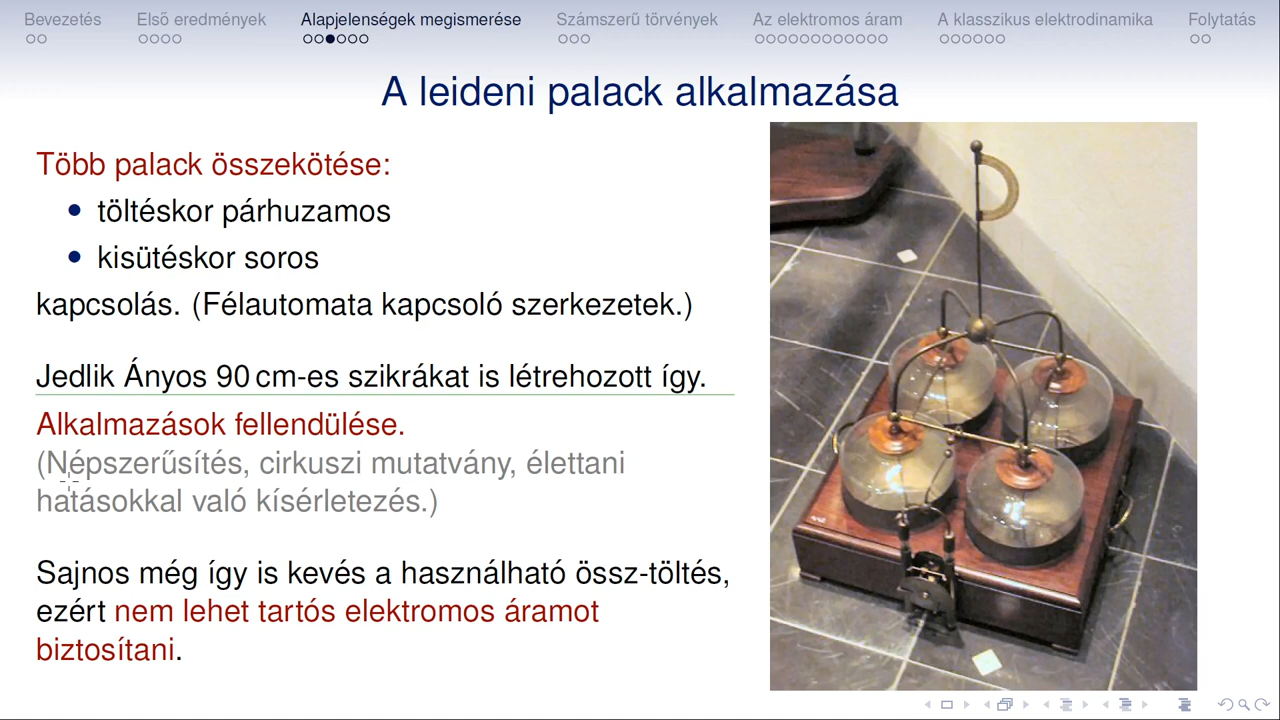 Bevezetés Első eredmények Alapjelenségek megismerése Számszerű törvények Az elektromos áram A klasszikus elektrodinamika Folytatás
A leideni palack alkalmazása
Több palack összekötése:
• töltéskor párhuzamos
• kisütéskor soros
kapcsolás. (Félautomata kapcsoló szerkezetek.)
Jedlik Ányos 90 cm-es szikrákat is létrehozott így.
Alkalmazások fellendülése.
(Népszerűsítés, cirkuszi mutatvány, élettani
hatásokkal való kísérletezés.)
Sajnos még így is kevés a használható össz-töltés,
ezért nem lehet tartós elektromos áramot
biztosítani.